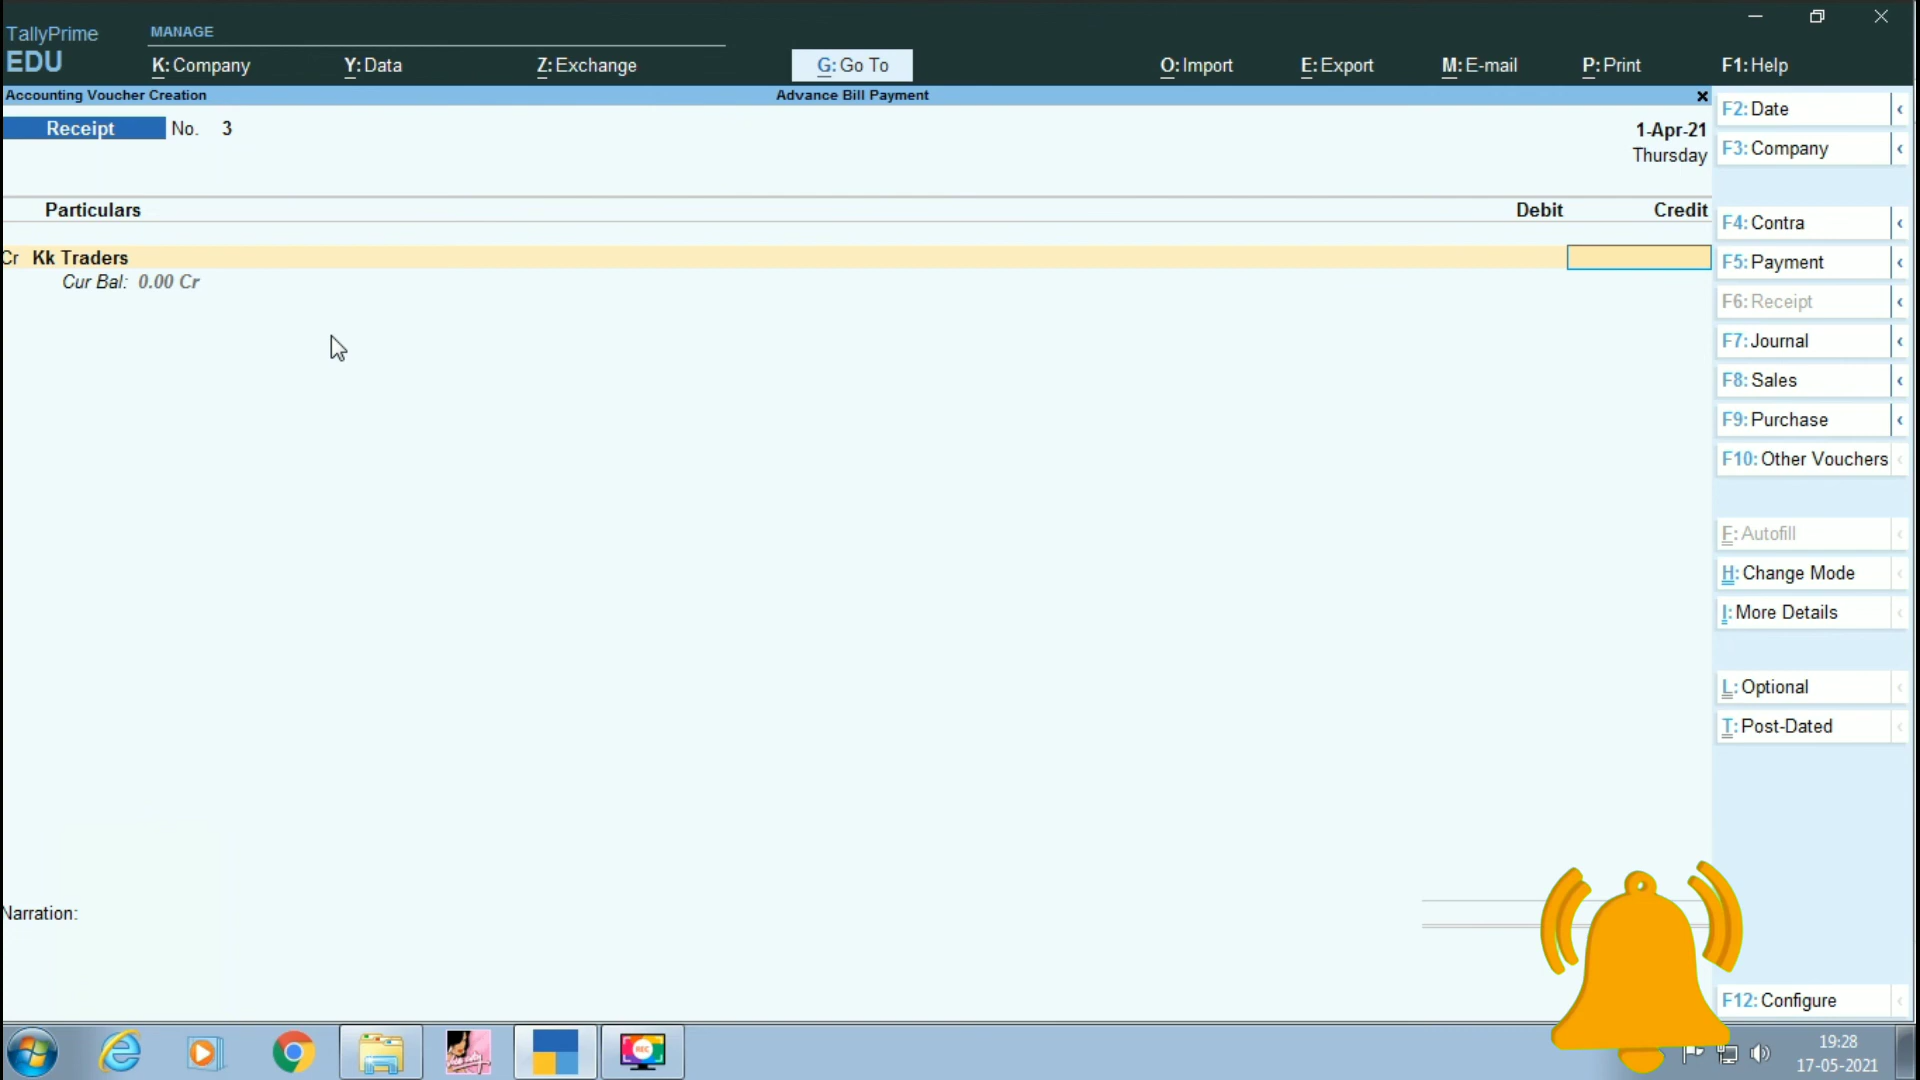 TallyPrime
EDU
MANAGE
K: Company
Y: Data
Z: Exchange
G: Go To
O: Import
E: Export
M: E-mail
P: Print
F1: Help
Accounting Voucher Creation
Advance Bill Payment
Receipt No. 3
1-Apr-21
Thursday
Particulars Debit Credit
Cr Kk Traders
Cur Bal: 0.00 Cr
Narration:
F2: Date
F3: Company
F4: Contra
F5: Payment
F6: Receipt
F7: Journal
F8: Sales
F9: Purchase
F10: Other Vouchers
F: Autofill
H: Change Mode
I: More Details
L: Optional
T: Post-Dated
F12: Configure
REC
19:28
17-05-2021